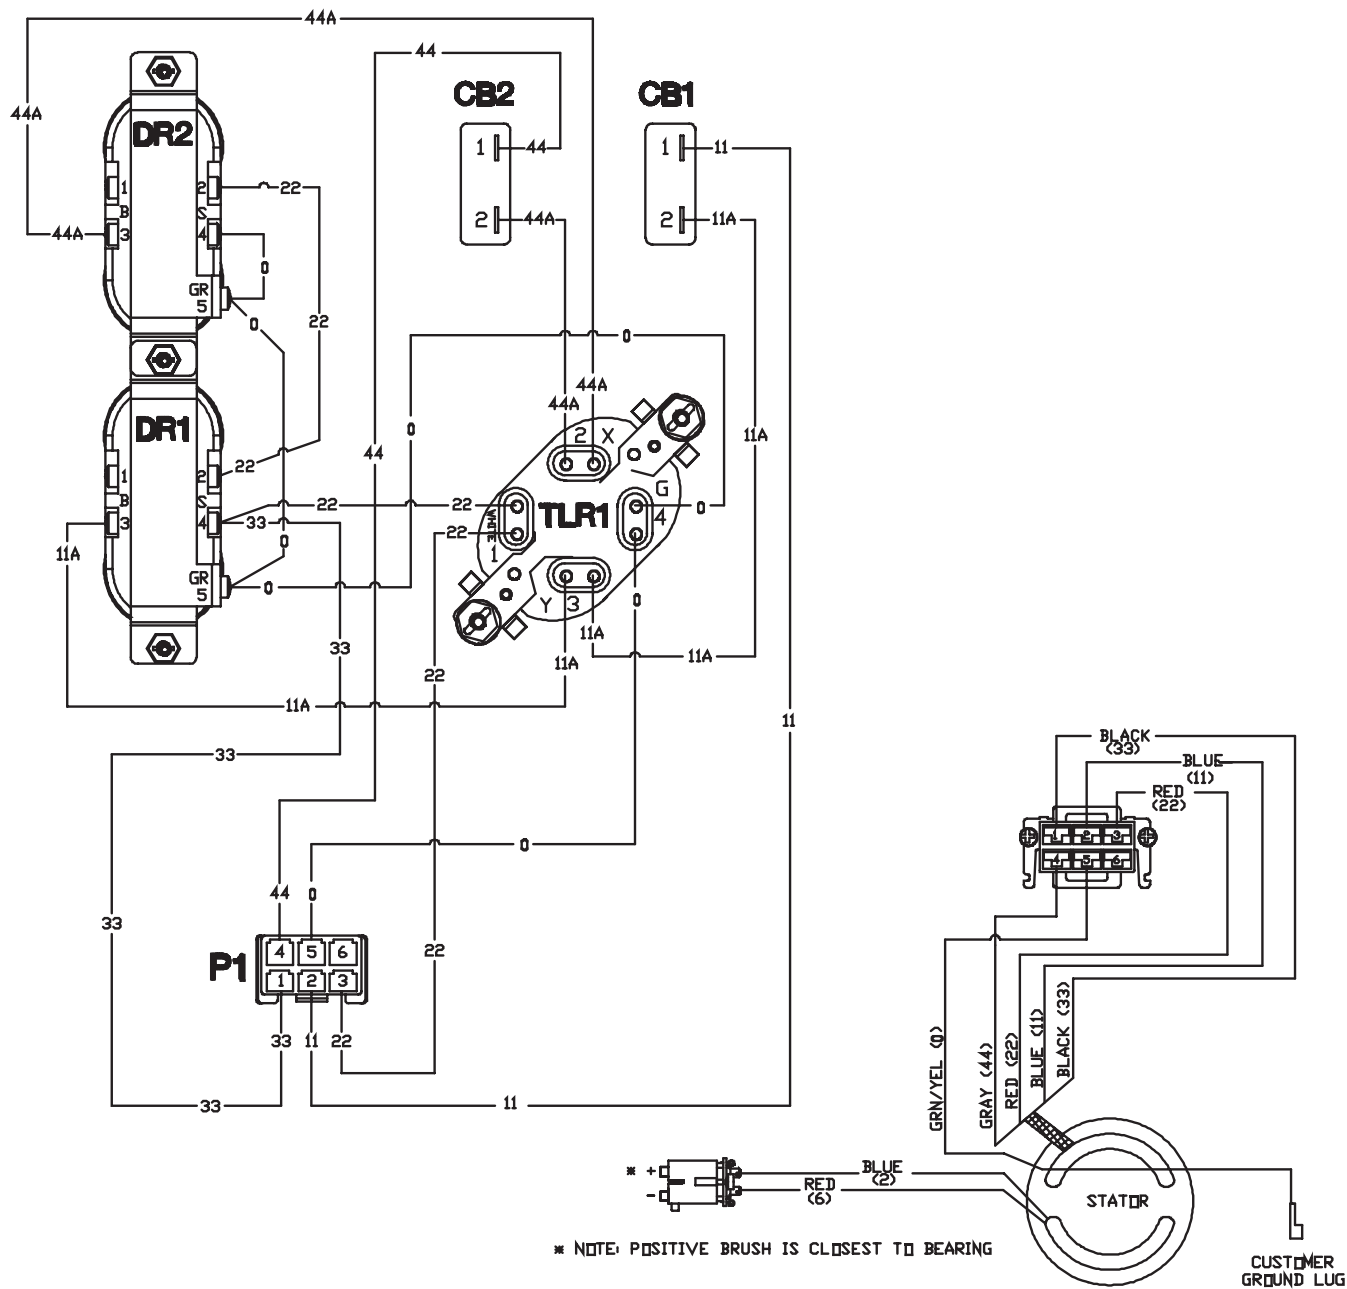 44A
44
CB2
CB1
44A
DR2
1
44
1
11
1
2
22
B
S
2
44A
2
11A
44A
3
4
0
GR
5
0
22
0
44A
44A
DR1
0
11A
2
X
44
1
2
22
G
B
S
22
22
0
3
4
33
WHITE
TLR1
4
11A
22
1
0
GR
5
0
Y
3
0
11A
33
11A
11A
22
11A
11
33
BLACK
(33)
BLUE
(11)
RED
(22)
1
2
3
0
4
5
6
44
0
33
22
P1
4
5
6
1
2
3
33
11
22
GRN/YEL (0)
GRAY (44)
RED (22)
BLUE (11)
BLACK (33)
33
11
* +
-
BLUE
(2)
RED
(6)
STATOR
* NOTE: POSITIVE BRUSH IS CLOSEST TO BEARING
CUSTOMER
GROUND LUG